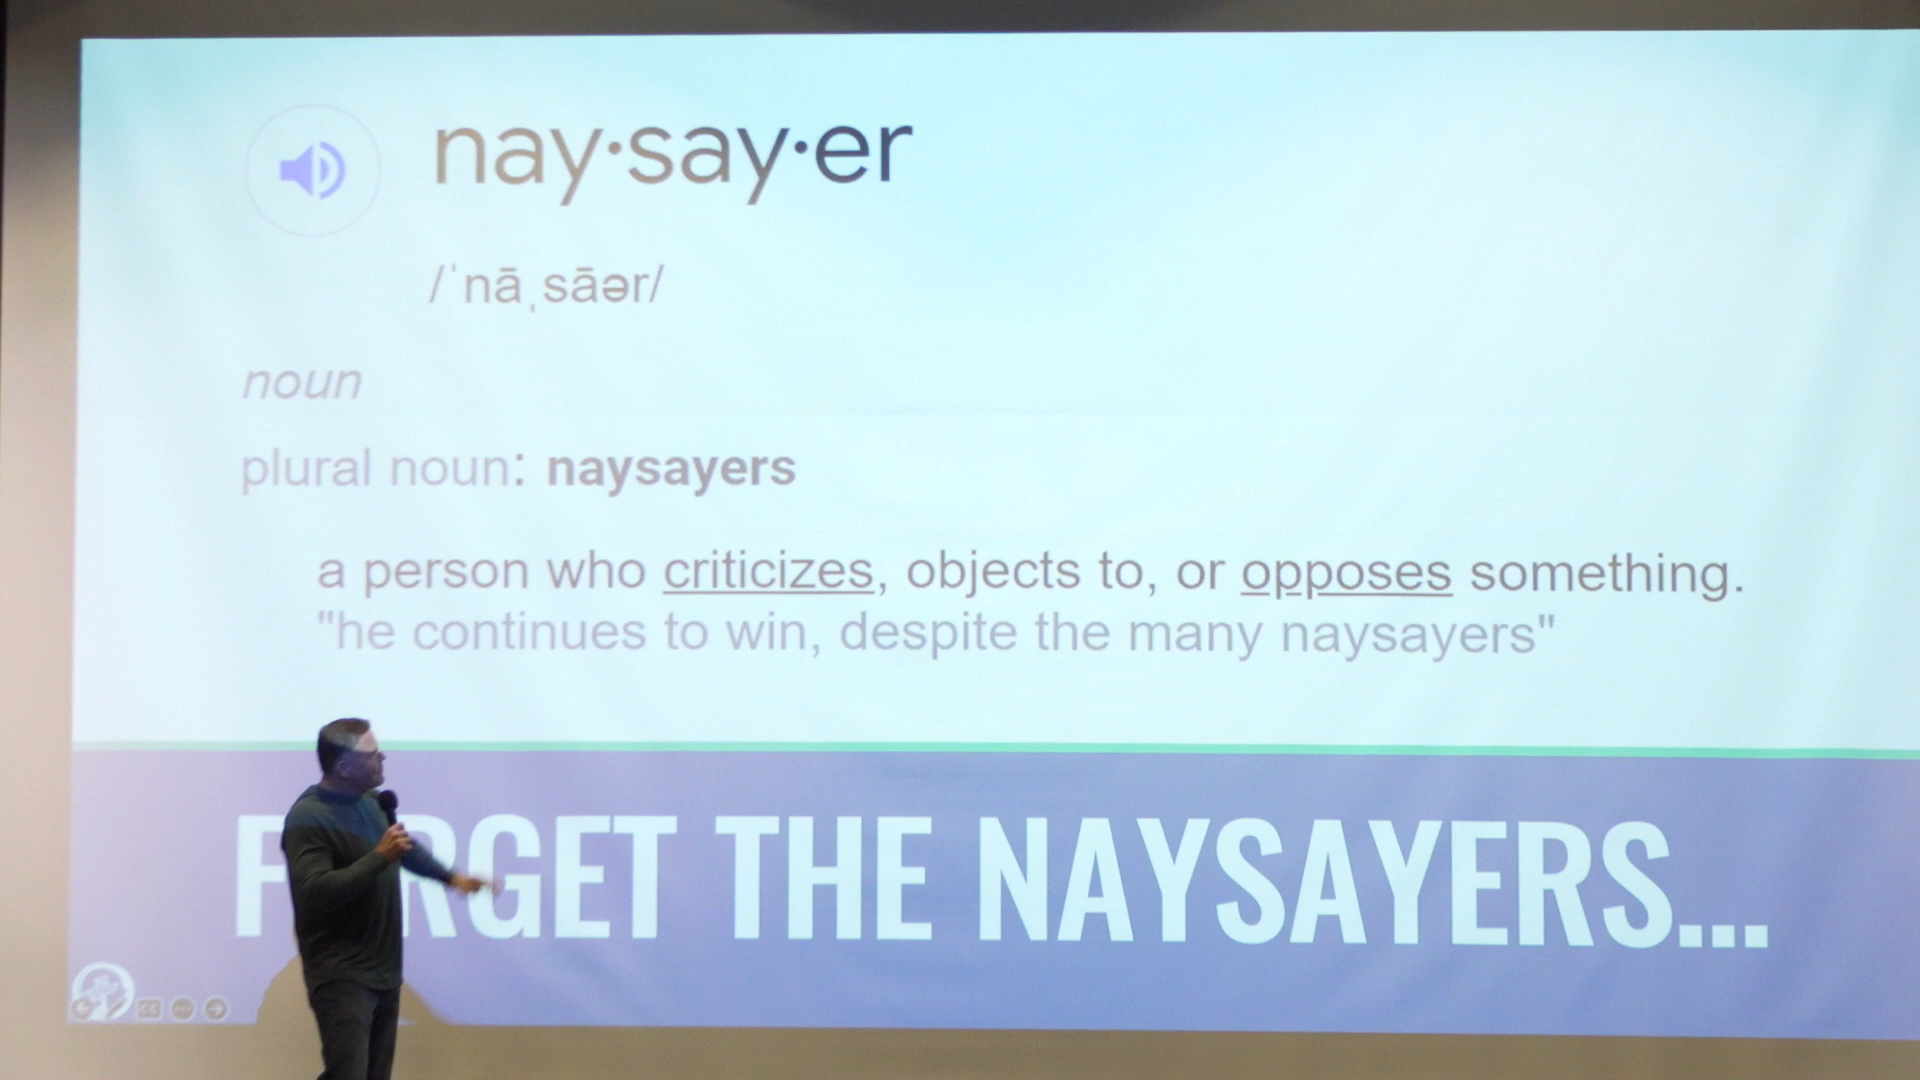 nay·say·er
/ˈnāˌsāər/
noun
plural noun: naysayers
a person who criticizes, objects to, or opposes something.
"he continues to win, despite the many naysayers"
FORGET THE NAYSAYERS...
CC